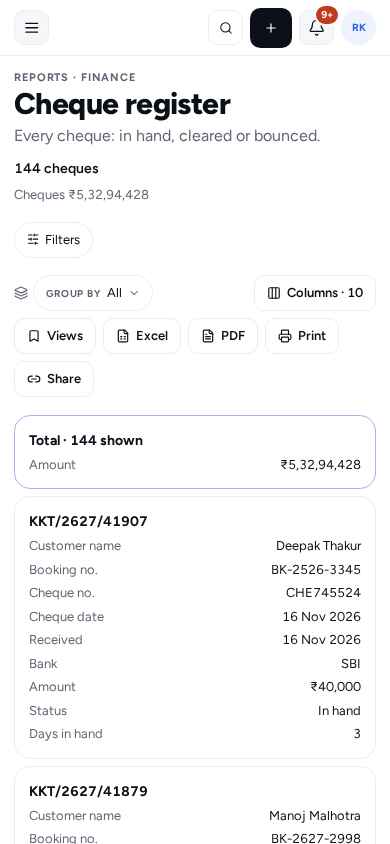 9+
RK
REPORTS · FINANCE
Cheque register
Every cheque: in hand, cleared or bounced.
144 cheques
Cheques ₹5,32,94,428
Filters
GROUP BY All
Columns · 10
Views
Excel
PDF
Print
Share
Total · 144 shown
Amount ₹5,32,94,428
KKT/2627/41907
Customer name Deepak Thakur
Booking no. BK-2526-3345
Cheque no. CHE745524
Cheque date 16 Nov 2026
Received 16 Nov 2026
Bank SBI
Amount ₹40,000
Status In hand
Days in hand 3
KKT/2627/41879
Customer name Manoj Malhotra
Booking no. BK-2627-2998